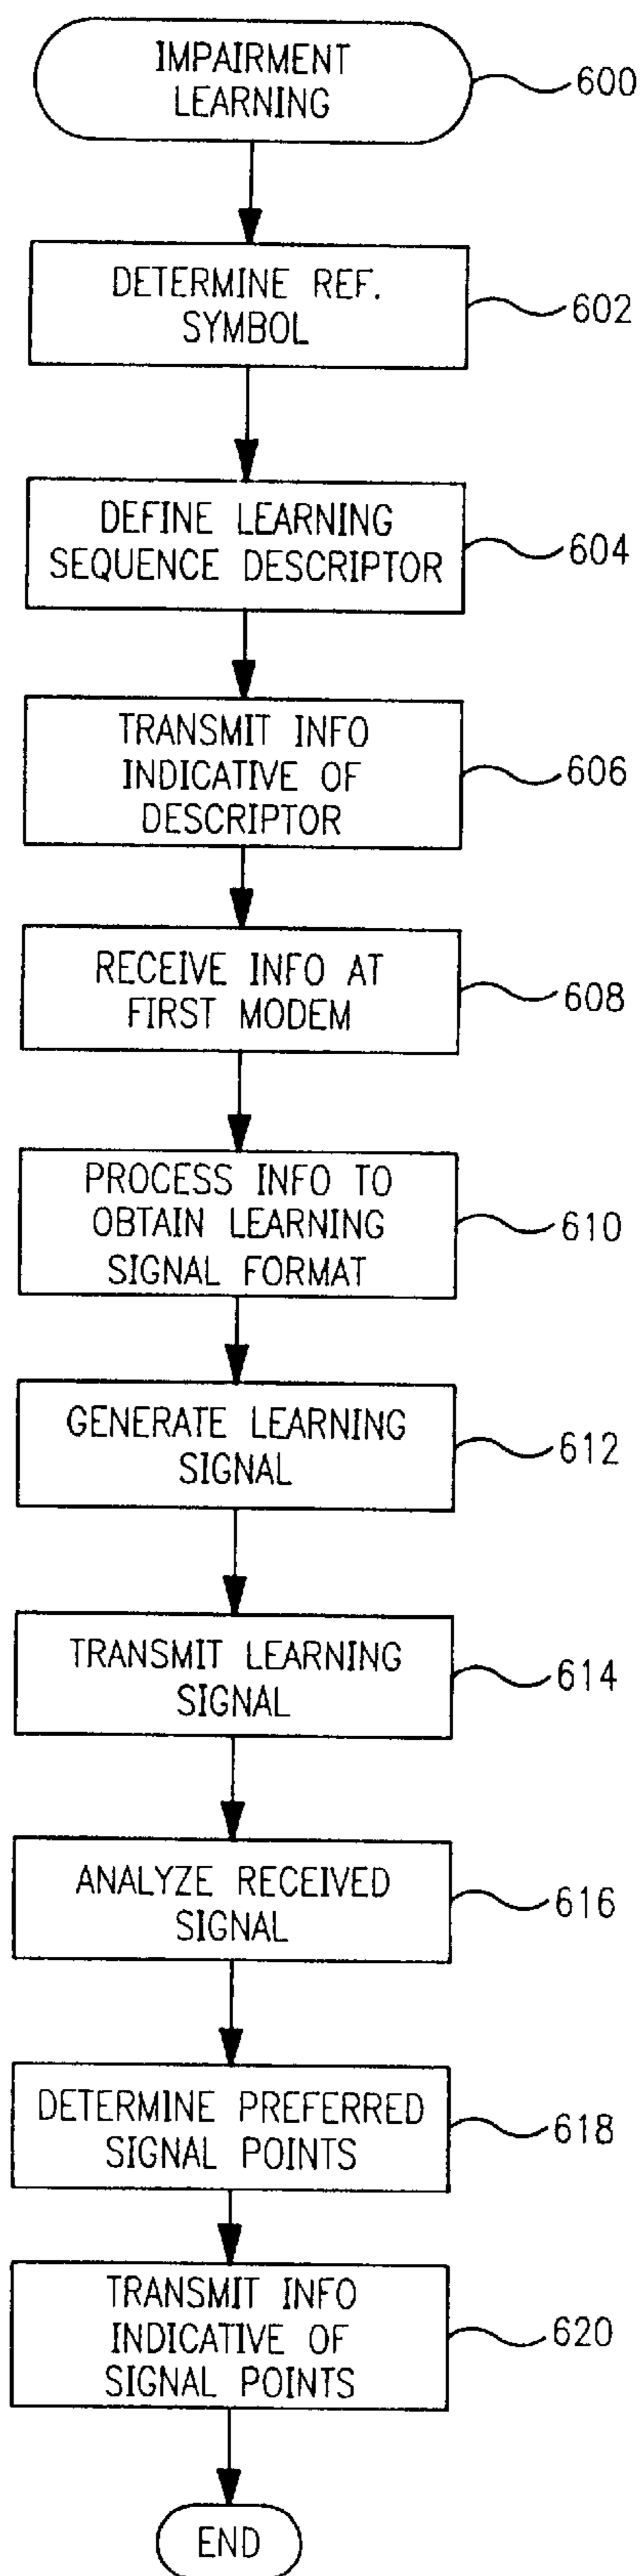 IMPAIRMENT
LEARNING
600
DETERMINE REF.
SYMBOL
602
DEFINE LEARNING
SEQUENCE DESCRIPTOR
604
TRANSMIT INFO
INDICATIVE OF
DESCRIPTOR
606
RECEIVE INFO AT
FIRST MODEM
608
PROCESS INFO TO
OBTAIN LEARNING
SIGNAL FORMAT
610
GENERATE LEARNING
SIGNAL
612
TRANSMIT LEARNING
SIGNAL
614
ANALYZE RECEIVED
SIGNAL
616
DETERMINE PREFERRED
SIGNAL POINTS
618
TRANSMIT INFO
INDICATIVE OF
SIGNAL POINTS
620
END